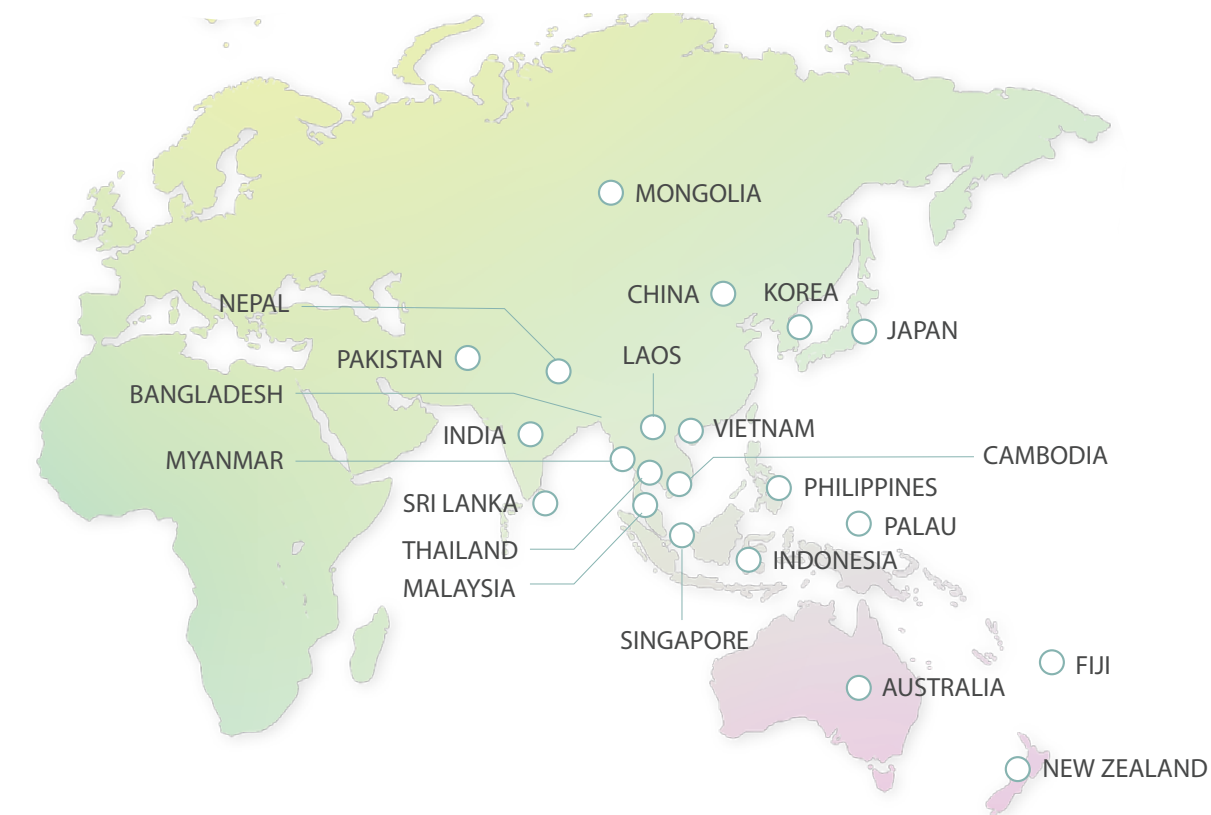 MONGOLIA
CHINA
KOREA
NEPAL
JAPAN
PAKISTAN
LAOS
BANGLADESH
INDIA
VIETNAM
MYANMAR
CAMBODIA
PHILIPPINES
SRI LANKA
PALAU
THAILAND
INDONESIA
MALAYSIA
SINGAPORE
FIJI
AUSTRALIA
NEW ZEALAND